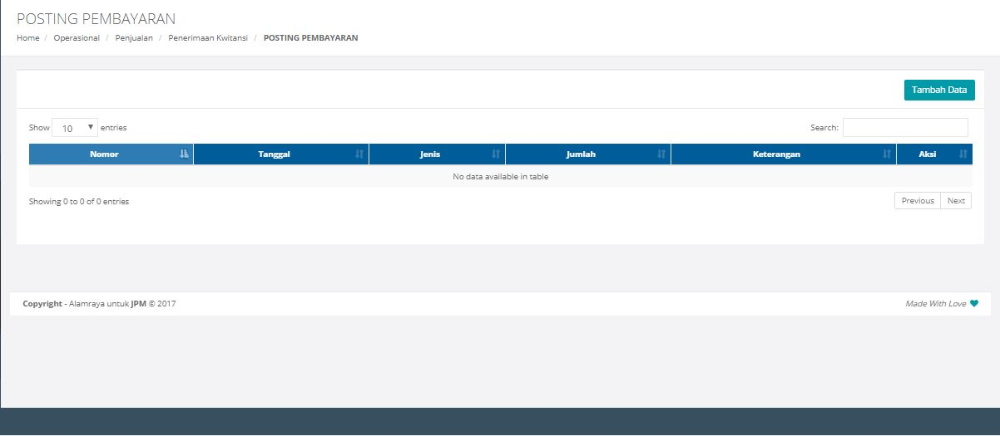 POSTING PEMBAYARAN
Home / Operasional / Penjualan / Penerimaan Kwitansi / POSTING PEMBAYARAN
Tambah Data
Show 10 entries Search:
Nomor Tanggal Jenis Jumlah Keterangan Aksi
No data available in table
Showing 0 to 0 of 0 entries Previous Next
Copyright - Alamraya untuk JPM © 2017 Made With Love